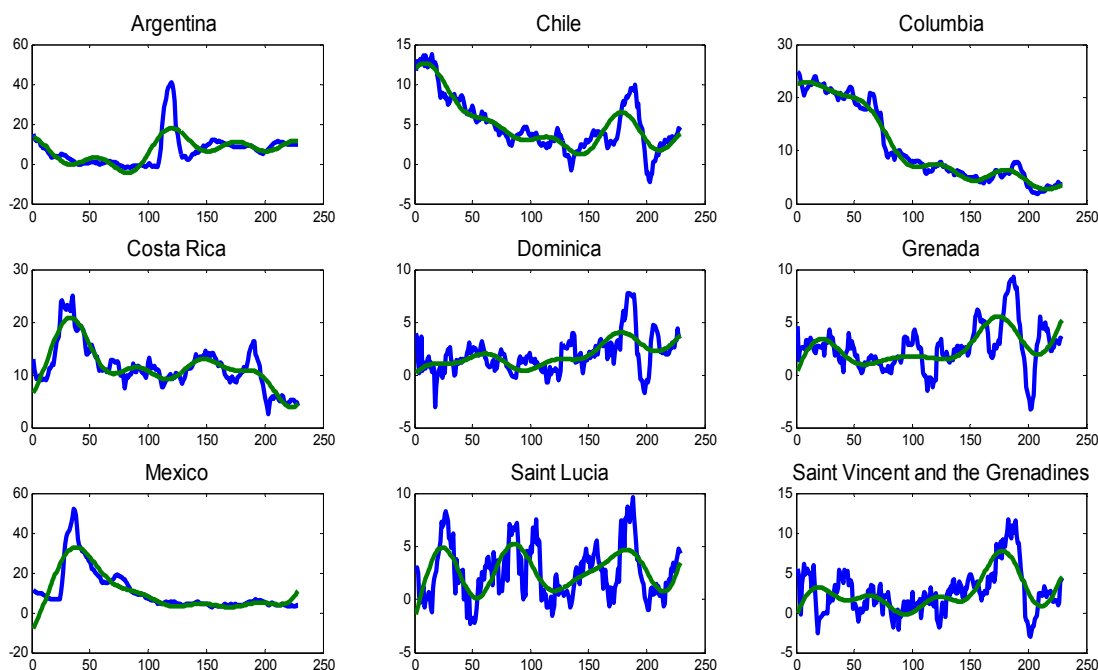 Argentina Chile Columbia
60 15 30
40 10 20
20 5 10
0 0 0
-20 -5
0 50 100 150 200 250 0 50 100 150 200 250 0 50 100 150 200 250
Costa Rica Dominica Grenada
30 10 10
20 5 5
10 0 0
0 -5 -5
0 50 100 150 200 250 0 50 100 150 200 250 0 50 100 150 200 250
Mexico Saint Lucia Saint Vincent and the Grenadines
60 10 15
40 10
20 5 5
0 0 0
-20 -5 -5
0 50 100 150 200 250 0 50 100 150 200 250 0 50 100 150 200 250